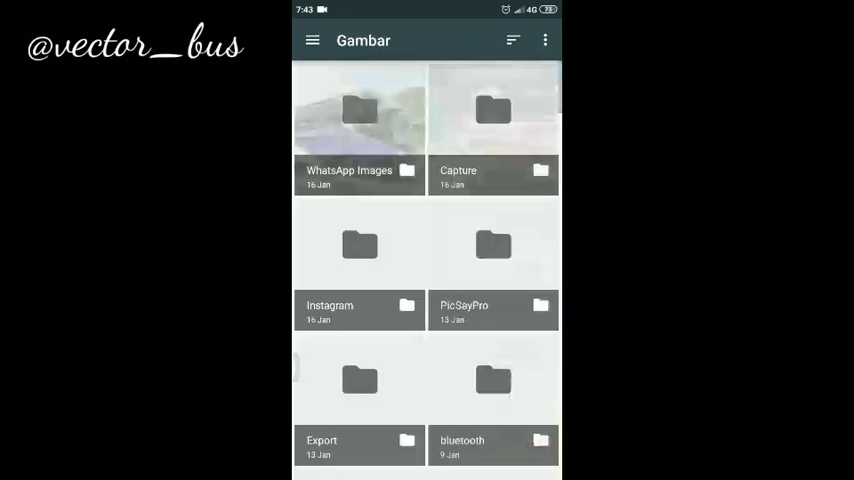 @vector_bus
7:43
4G 73
Gambar
WhatsApp Images
16 Jan
Capture
16 Jan
Instagram
16 Jan
PicSayPro
13 Jan
Export
13 Jan
bluetooth
9 Jan